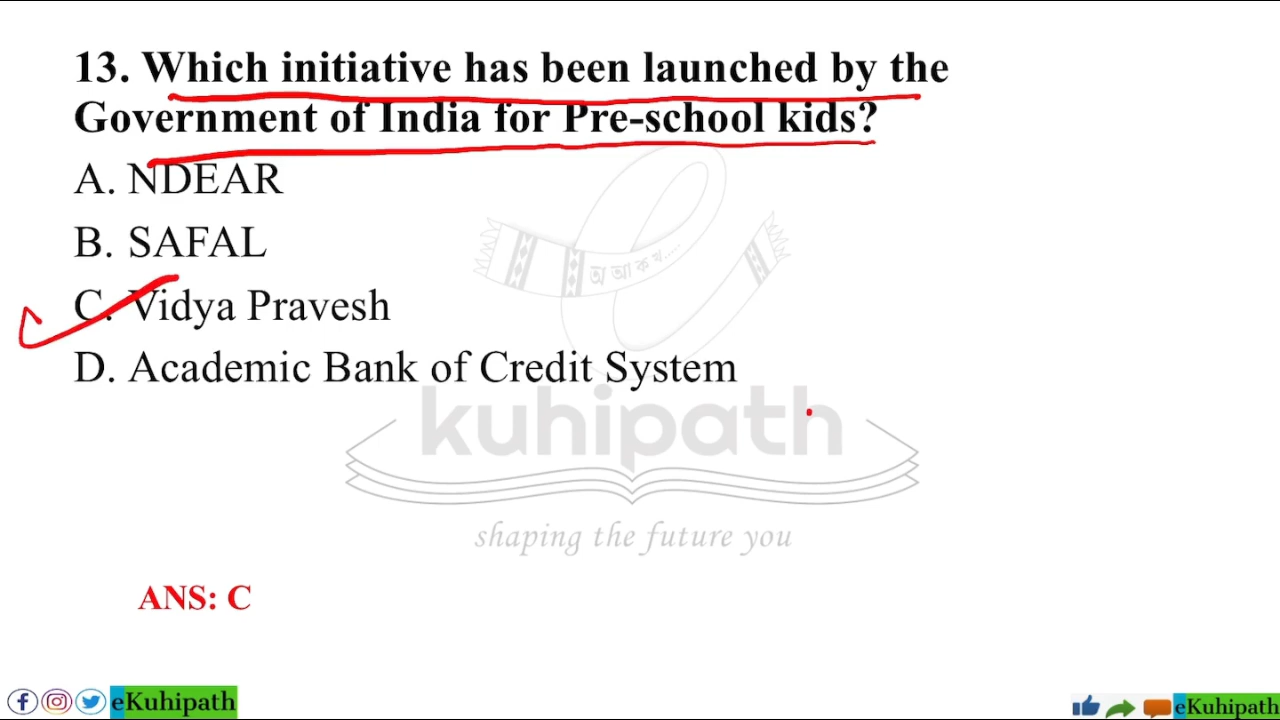 13. Which initiative has been launched by the
Government of India for Pre-school kids?
A. NDEAR
B. SAFAL
C. Vidya Pravesh
D. Academic Bank of Credit System
অ আ ক খ.....
kuhipath
shaping the future you
ANS: C
eKuhipath
eKuhipath